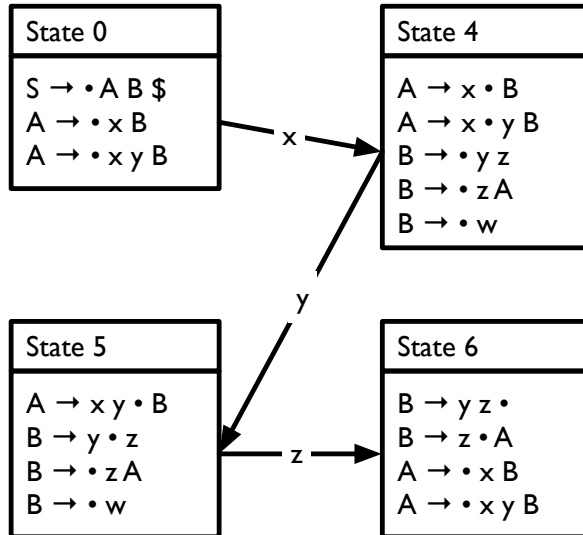 State 0
S → • A B $
A → • x B
A → • x y B
x
State 4
A → x • B
A → x • y B
B → • y z
B → • z A
B → • w
y
State 5
A → x y • B
B → y • z
B → • z A
B → • w
z
State 6
B → y z •
B → z • A
A → • x B
A → • x y B